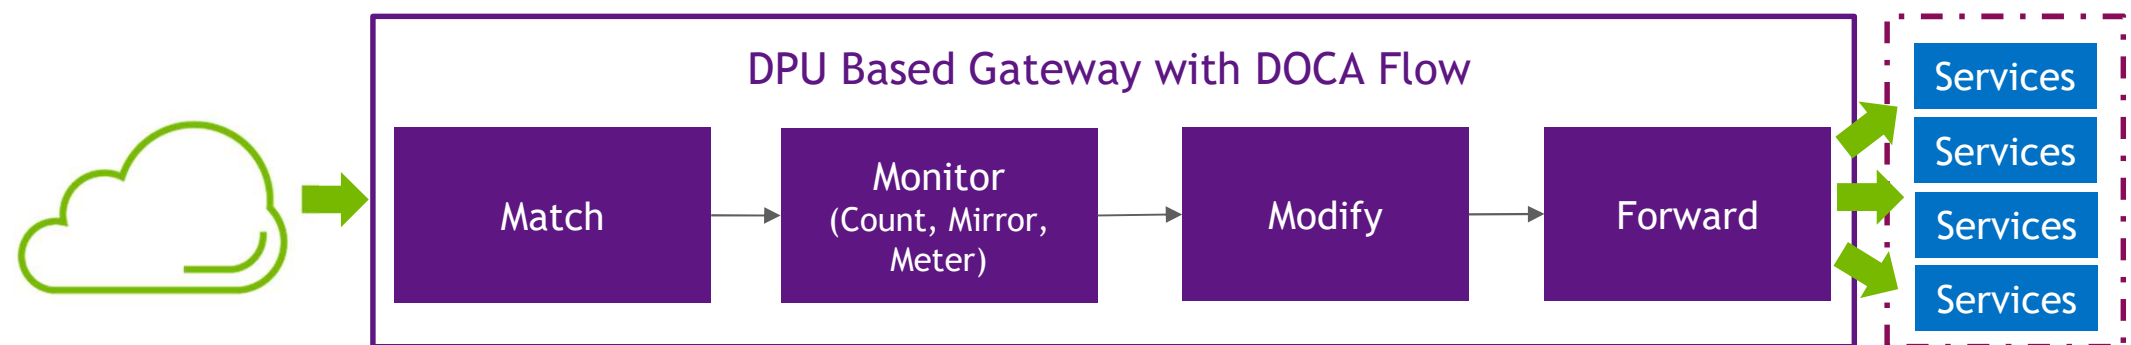 DPU Based Gateway with DOCA Flow
Match
Monitor
(Count, Mirror,
Meter)
Modify
Forward
Services
Services
Services
Services